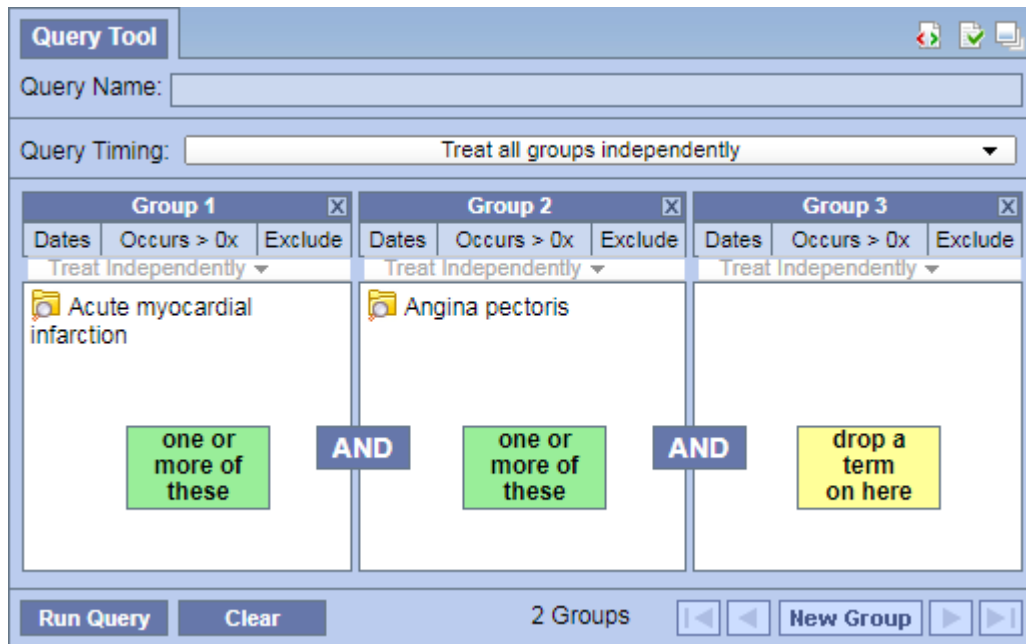 Query Tool
Query Name:
Query Timing: Treat all groups independently
Group 1 X Group 2 X Group 3 X
Dates Occurs > 0x Exclude Dates Occurs > 0x Exclude Dates Occurs > 0x Exclude
Treat Independently Treat Independently Treat Independently
Acute myocardial
infarction
Angina pectoris
one or
more of
these
AND
one or
more of
these
AND
drop a
term
on here
Run Query Clear 2 Groups New Group